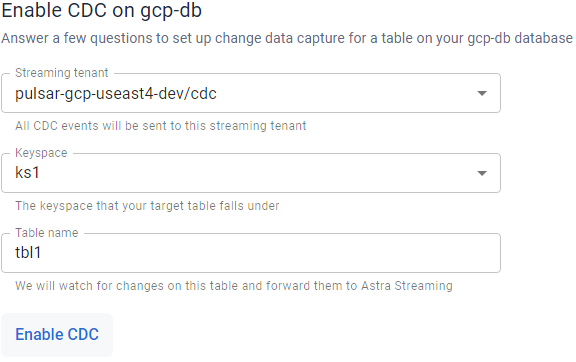 Enable CDC on gcp-db
Answer a few questions to set up change data capture for a table on your gcp-db database
Streaming tenant
pulsar-gcp-useast4-dev/cdc
All CDC events will be sent to this streaming tenant
Keyspace
ks1
The keyspace that your target table falls under
Table name
tbl1
We will watch for changes on this table and forward them to Astra Streaming
Enable CDC